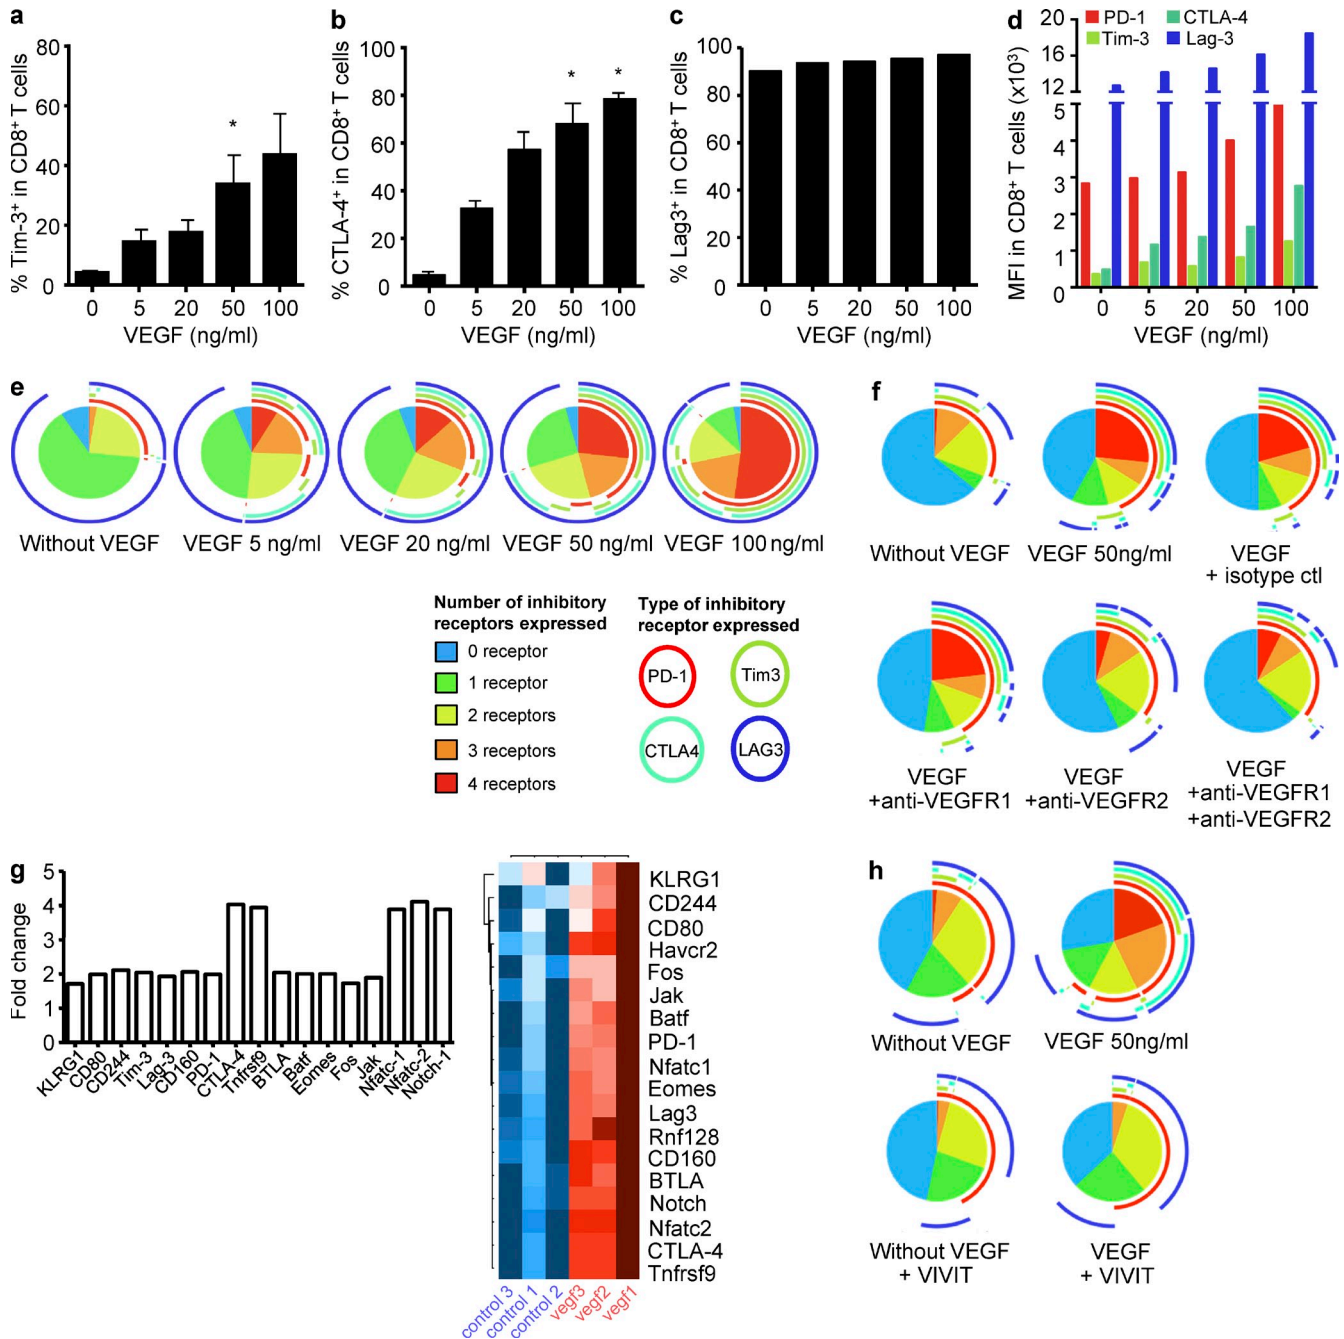 a
% Tim-3⁺ in CD8⁺ T cells
80
60
40
20
0
0 5 20 50 100
VEGF (ng/ml)
*
b
% CTLA-4⁺ in CD8⁺ T cells
100
80
60
40
20
0
0 5 20 50 100
VEGF (ng/ml)
* *
c
% Lag3⁺ in CD8⁺ T cells
100
80
60
40
20
0
0 5 20 50 100
VEGF (ng/ml)
d
PD-1 CTLA-4
Tim-3 Lag-3
MFI in CD8⁺ T cells (x10³)
20
16
12
5
4
3
2
1
0
0 5 20 50 100
VEGF (ng/ml)
e
Without VEGF
VEGF 5 ng/ml
VEGF 20 ng/ml
VEGF 50 ng/ml
VEGF 100 ng/ml
Number of inhibitory
receptors expressed
0 receptor
1 receptor
2 receptors
3 receptors
4 receptors
Type of inhibitory
receptor expressed
PD-1
Tim3
CTLA4
LAG3
f
Without VEGF
VEGF 50ng/ml
VEGF
+ isotype ctl
VEGF
+anti-VEGFR1
VEGF
+anti-VEGFR2
VEGF
+anti-VEGFR1
+anti-VEGFR2
g
Fold change
5
4
3
2
1
0
KLRG1
CD80
CD244
Tim-3
Lag-3
CD160
PD-1
CTLA-4
Tnfrsf9
BTLA
Batf
Eomes
Fos
Jak
Nfatc-1
Nfatc-2
Notch-1
KLRG1
CD244
CD80
Havcr2
Fos
Jak
Batf
PD-1
Nfatc1
Eomes
Lag3
Rnf128
CD160
BTLA
Notch
Nfatc2
CTLA-4
Tnfrsf9
control 3
control 1
control 2
vegf3
vegf2
vegf1
h
Without VEGF
VEGF 50ng/ml
Without VEGF
+ VIVIT
VEGF
+ VIVIT